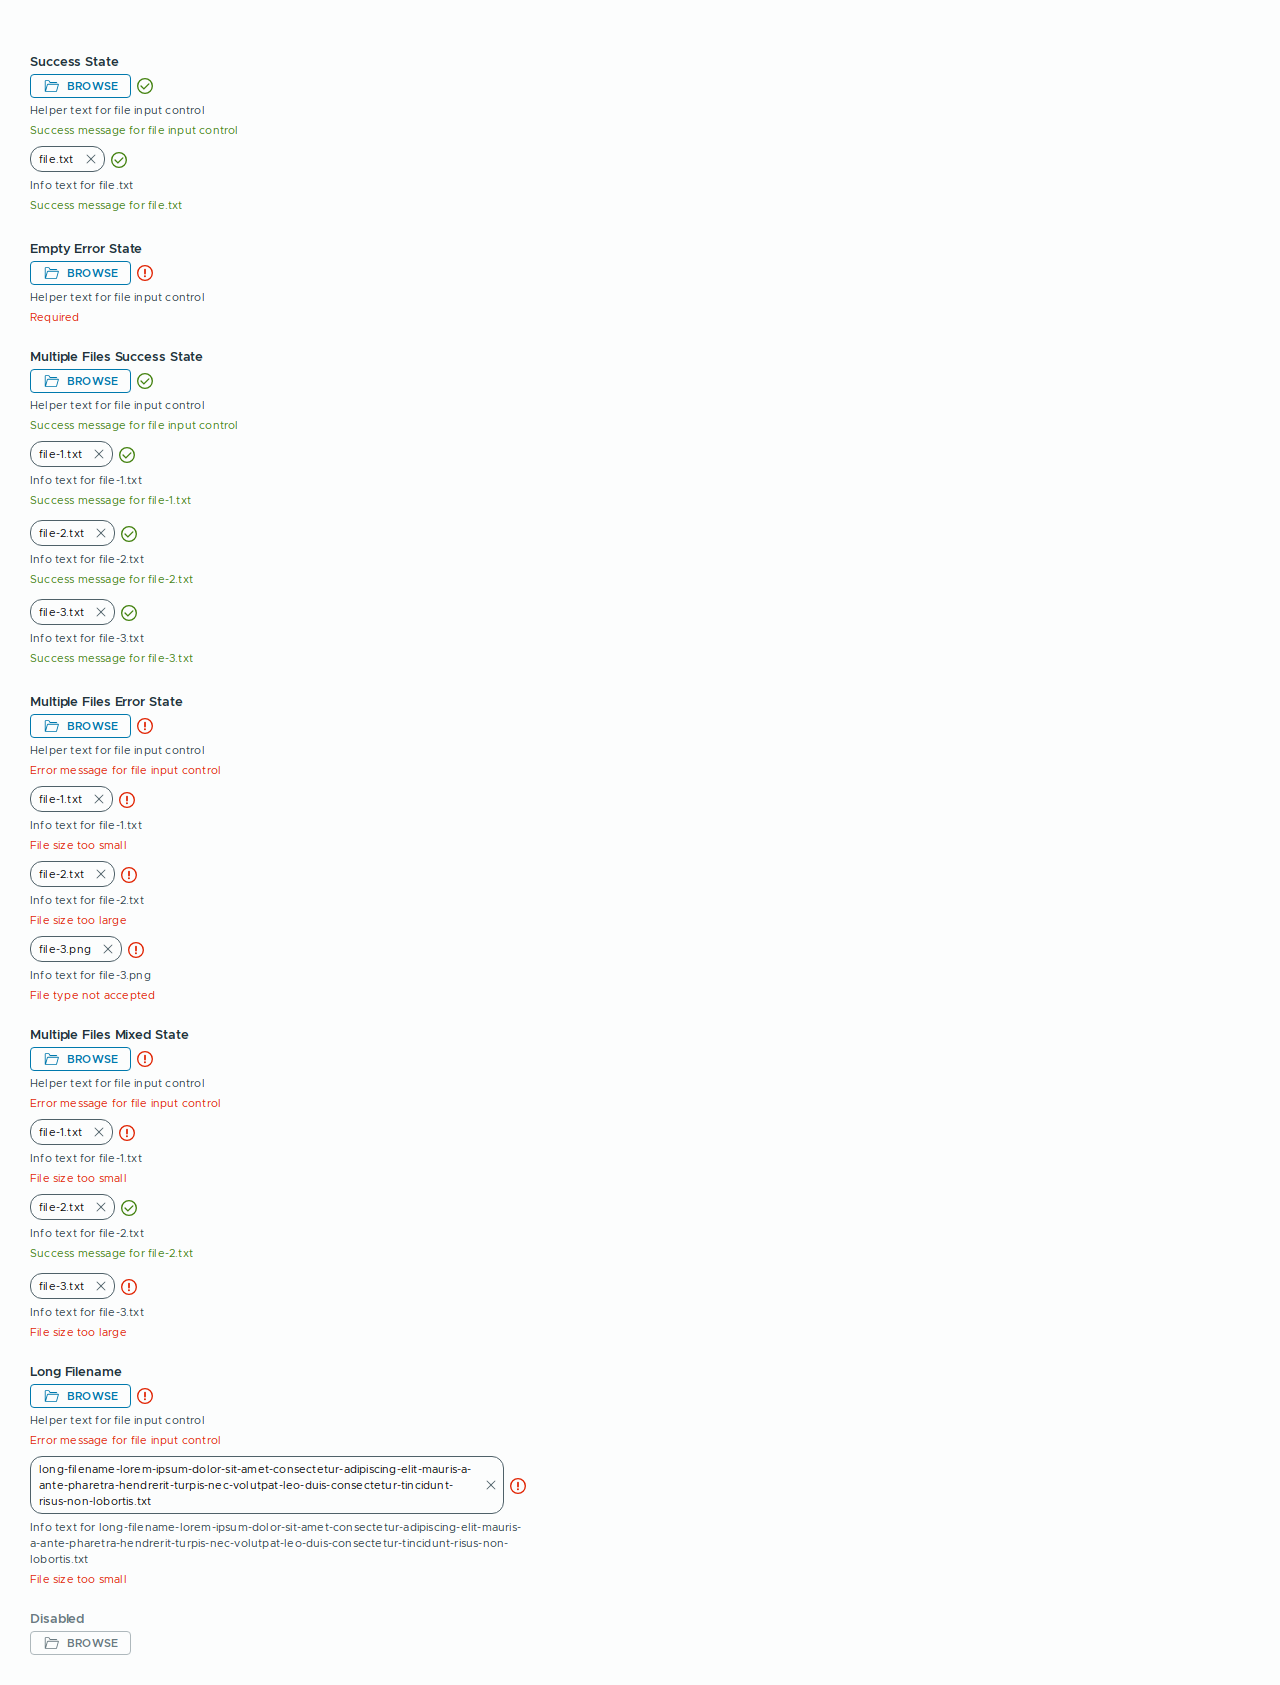 Success State
BROWSE
Helper text for file input control
Success message for file input control
file.txt
Info text for file.txt
Success message for file.txt
Empty Error State
BROWSE
Helper text for file input control
Required
Multiple Files Success State
BROWSE
Helper text for file input control
Success message for file input control
file-1.txt
Info text for file-1.txt
Success message for file-1.txt
file-2.txt
Info text for file-2.txt
Success message for file-2.txt
file-3.txt
Info text for file-3.txt
Success message for file-3.txt
Multiple Files Error State
BROWSE
Helper text for file input control
Error message for file input control
file-1.txt
Info text for file-1.txt
File size too small
file-2.txt
Info text for file-2.txt
File size too large
file-3.png
Info text for file-3.png
File type not accepted
Multiple Files Mixed State
BROWSE
Helper text for file input control
Error message for file input control
file-1.txt
Info text for file-1.txt
File size too small
file-2.txt
Info text for file-2.txt
Success message for file-2.txt
file-3.txt
Info text for file-3.txt
File size too large
Long Filename
BROWSE
Helper text for file input control
Error message for file input control
long-filename-lorem-ipsum-dolor-sit-amet-consectetur-adipiscing-elit-mauris-a-
ante-pharetra-hendrerit-turpis-nec-volutpat-leo-duis-consectetur-tincidunt-
risus-non-lobortis.txt
Info text for long-filename-lorem-ipsum-dolor-sit-amet-consectetur-adipiscing-elit-mauris-
a-ante-pharetra-hendrerit-turpis-nec-volutpat-leo-duis-consectetur-tincidunt-risus-non-
lobortis.txt
File size too small
Disabled
BROWSE